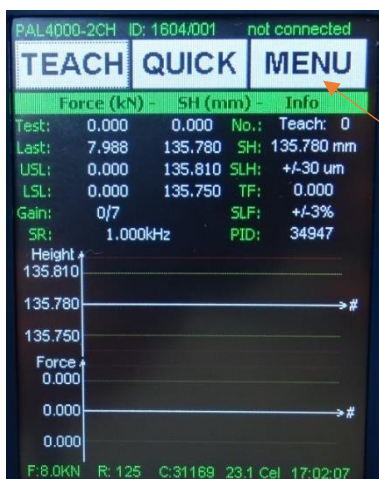 PAL4000-2CH ID: 1604/001 not connected
TEACH QUICK MENU
Force (kN) - SH (mm) - Info
Test: 0.000 0.000 No.: Teach: 0
Last: 7.988 135.780 SH: 135.780 mm
USL: 0.000 135.810 SLH: +/-30 um
LSL: 0.000 135.750 TF: 0.000
Gain: 0/7 SLF: +/-3%
SR: 1.000kHz PID: 34947
Height
135.810
135.780 #
135.750
Force
0.000
0.000 #
0.000
F:8.0KN R: 125 C:31169 23.1 Cel 17:02:07